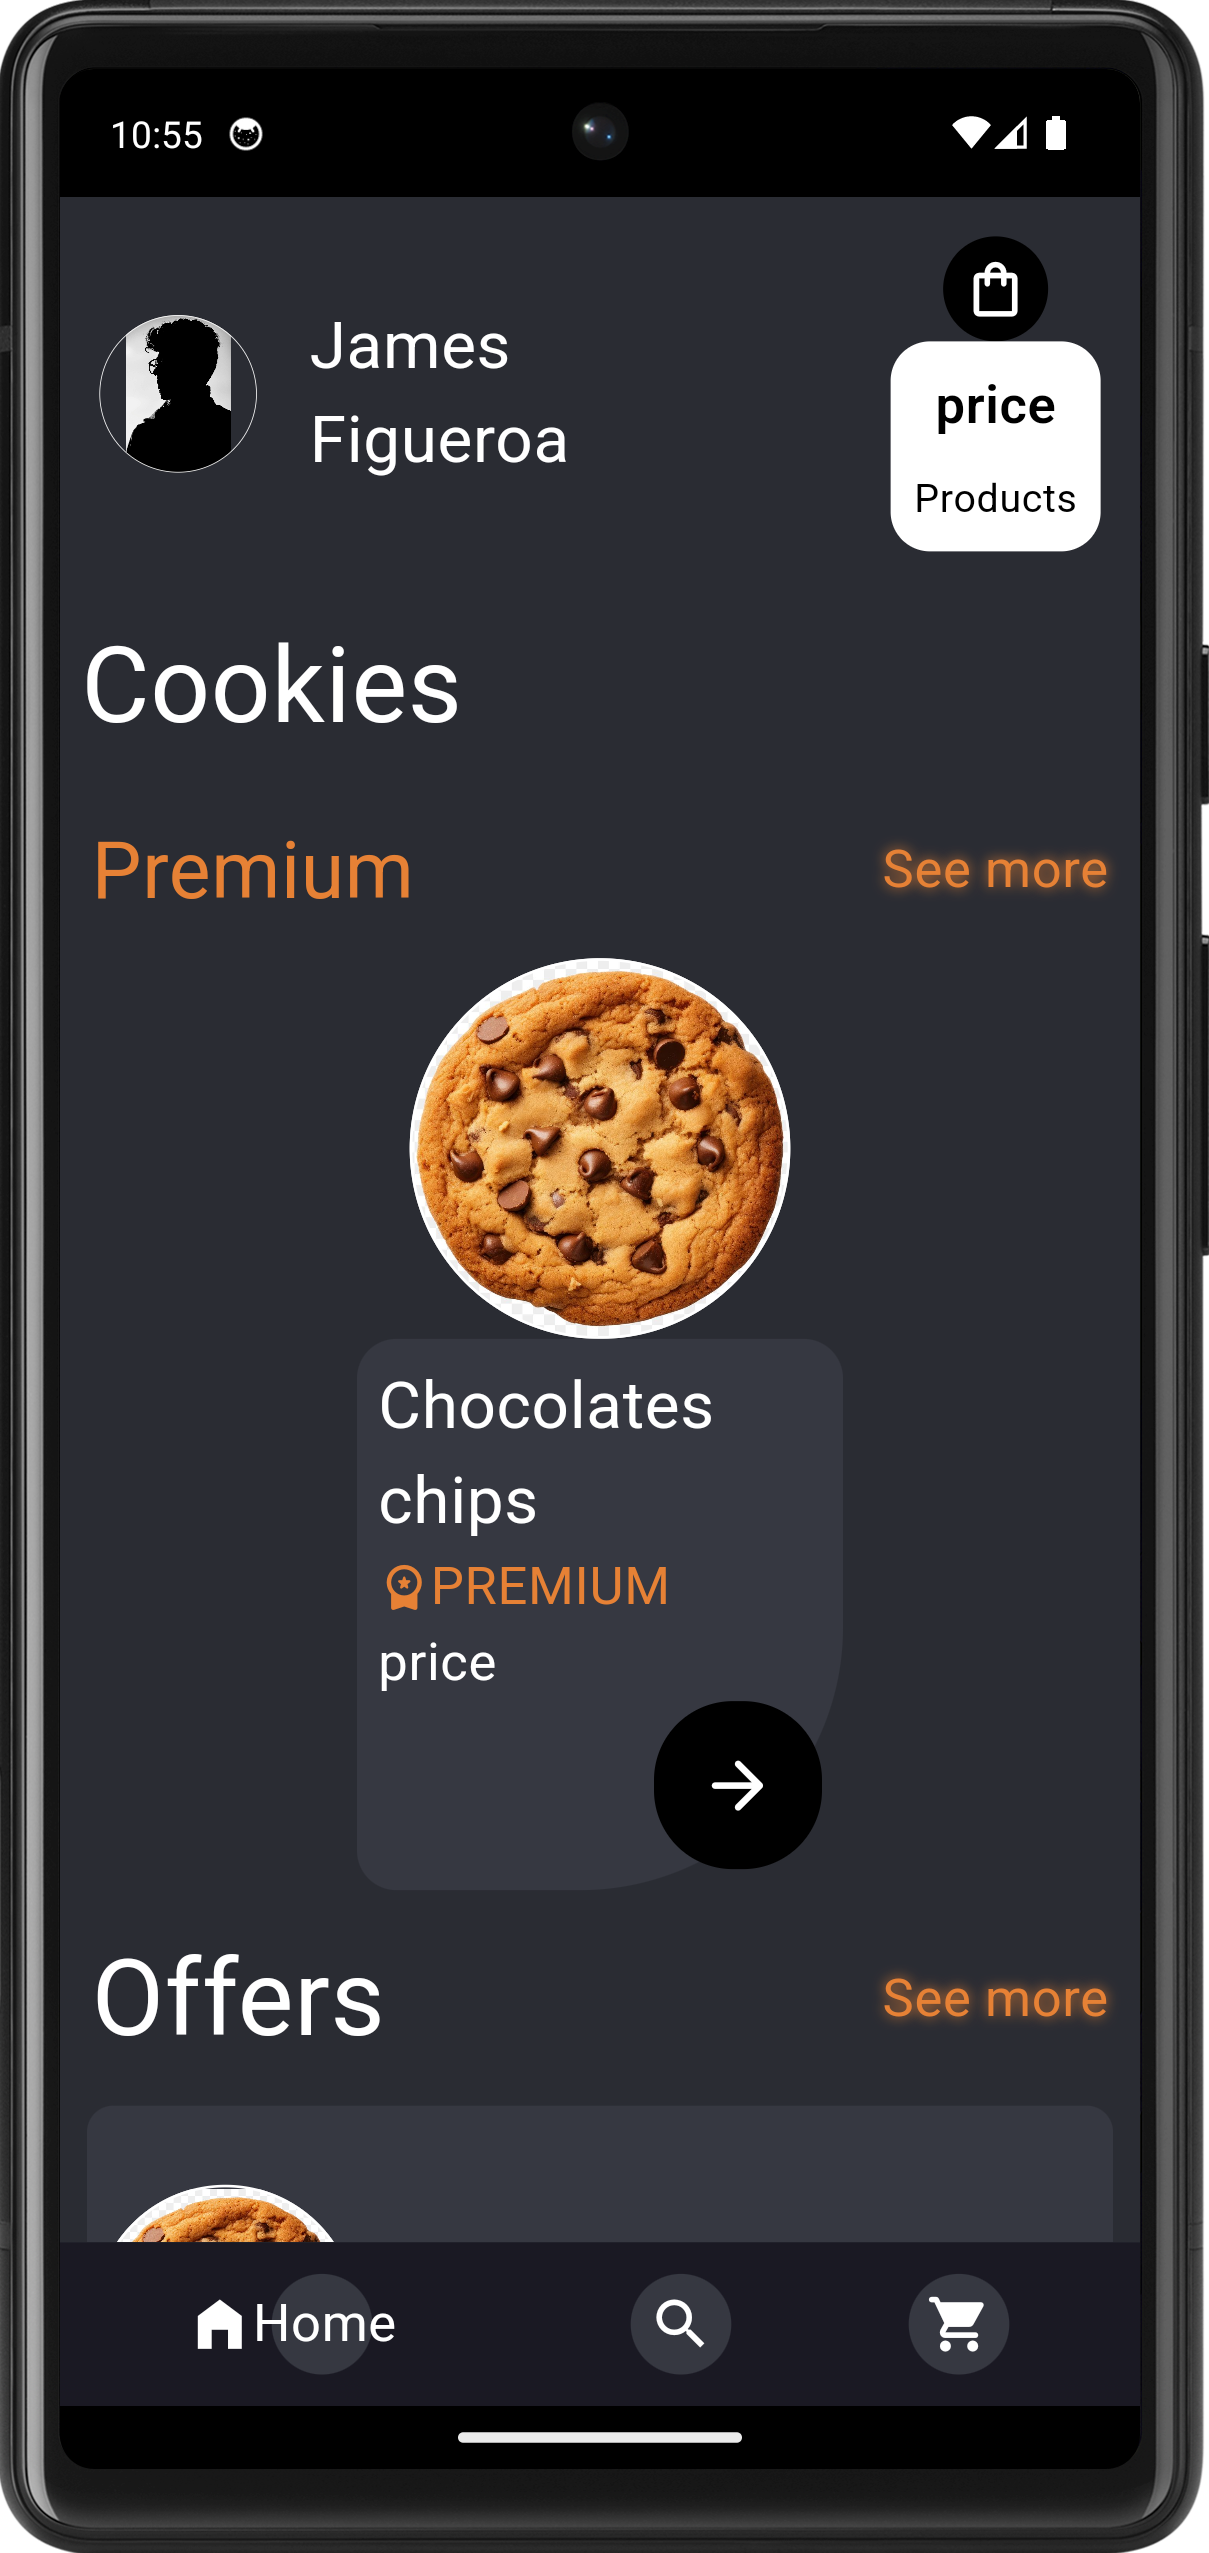 10:55
James
Figueroa
price
Products
Cookies
Premium
See more
Chocolates
chips
PREMIUM
price
Offers
See more
Home